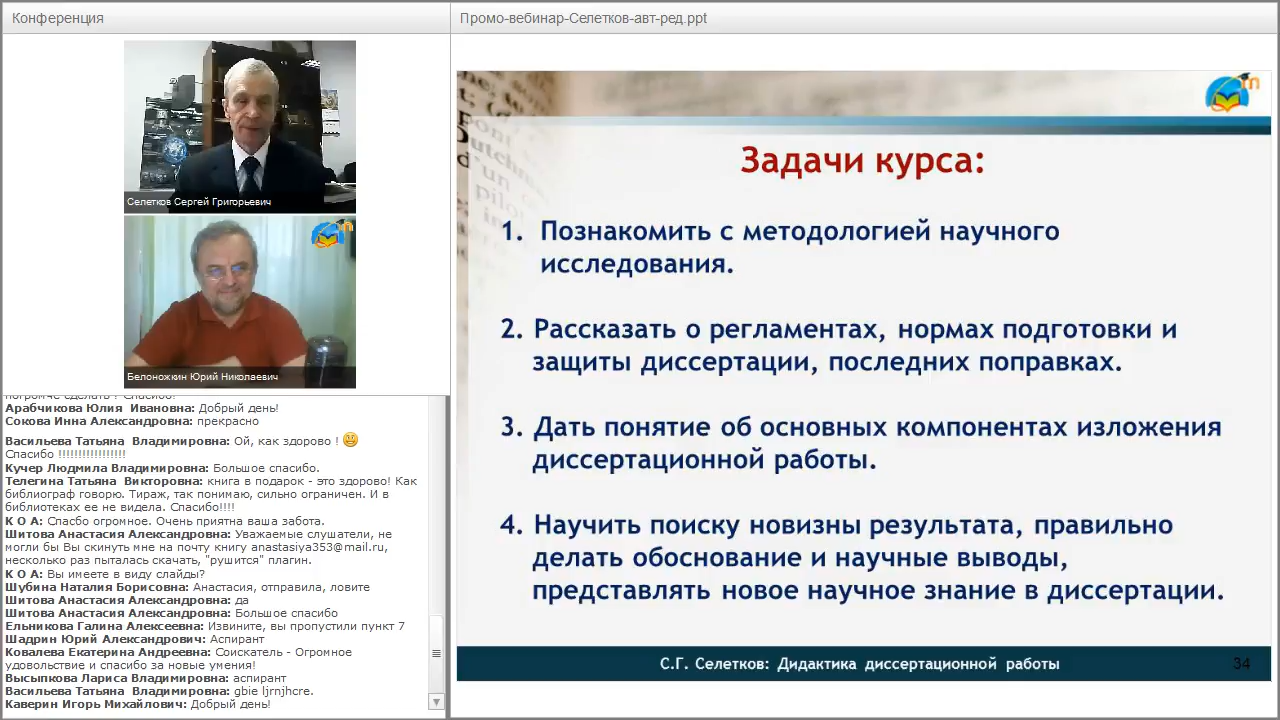 Конференция
Промо-вебинар-Селетков-авт-ред.ppt
Селетков Сергей Григорьевич
Белоножкин Юрий Николаевич
Арабчикова Юлия Ивановна: Добрый день!
Сокова Инна Александровна: прекрасно
Васильева Татьяна Владимировна: Ой, как здорово !
Спасибо !!!!!!!!!!!!!!!!!
Кучер Людмила Владимировна: Большое спасибо.
Телегина Татьяна Викторовна: книга в подарок - это здорово! Как
библиограф говорю. Тираж, так понимаю, сильно ограничен. И в
библиотеках ее не видела. Спасибо!!!!
К О А: Спасбо огромное. Очень приятна ваша забота.
Шитова Анастасия Александровна: Уважаемые слушатели, не
могли бы Вы скинуть мне на почту книгу anastasiya353@mail.ru,
несколько раз пыталась скачать, "рушится" плагин.
К О А: Вы имеете в виду слайды?
Шубина Наталия Борисовна: Анастасия, отправила, ловите
Шитова Анастасия Александровна: да
Шитова Анастасия Александровна: Большое спасибо
Ельникова Галина Алексеевна: Извините, вы пропустили пункт 7
Шадрин Юрий Александрович: Аспирант
Ковалева Екатерина Андреевна: Соискатель - Огромное
удовольствие и спасибо за новые умения!
Высыпкова Лариса Владимировна: аспирант
Васильева Татьяна Владимировна: gbie ljrnjhcre.
Каверин Игорь Михайлович: Добрый день!
Задачи курса:
1. Познакомить с методологией научного
исследования.
2. Рассказать о регламентах, нормах подготовки и
защиты диссертации, последних поправках.
3. Дать понятие об основных компонентах изложения
диссертационной работы.
4. Научить поиску новизны результата, правильно
делать обоснование и научные выводы,
представлять новое научное знание в диссертации.
С.Г. Селетков: Дидактика диссертационной работы
34